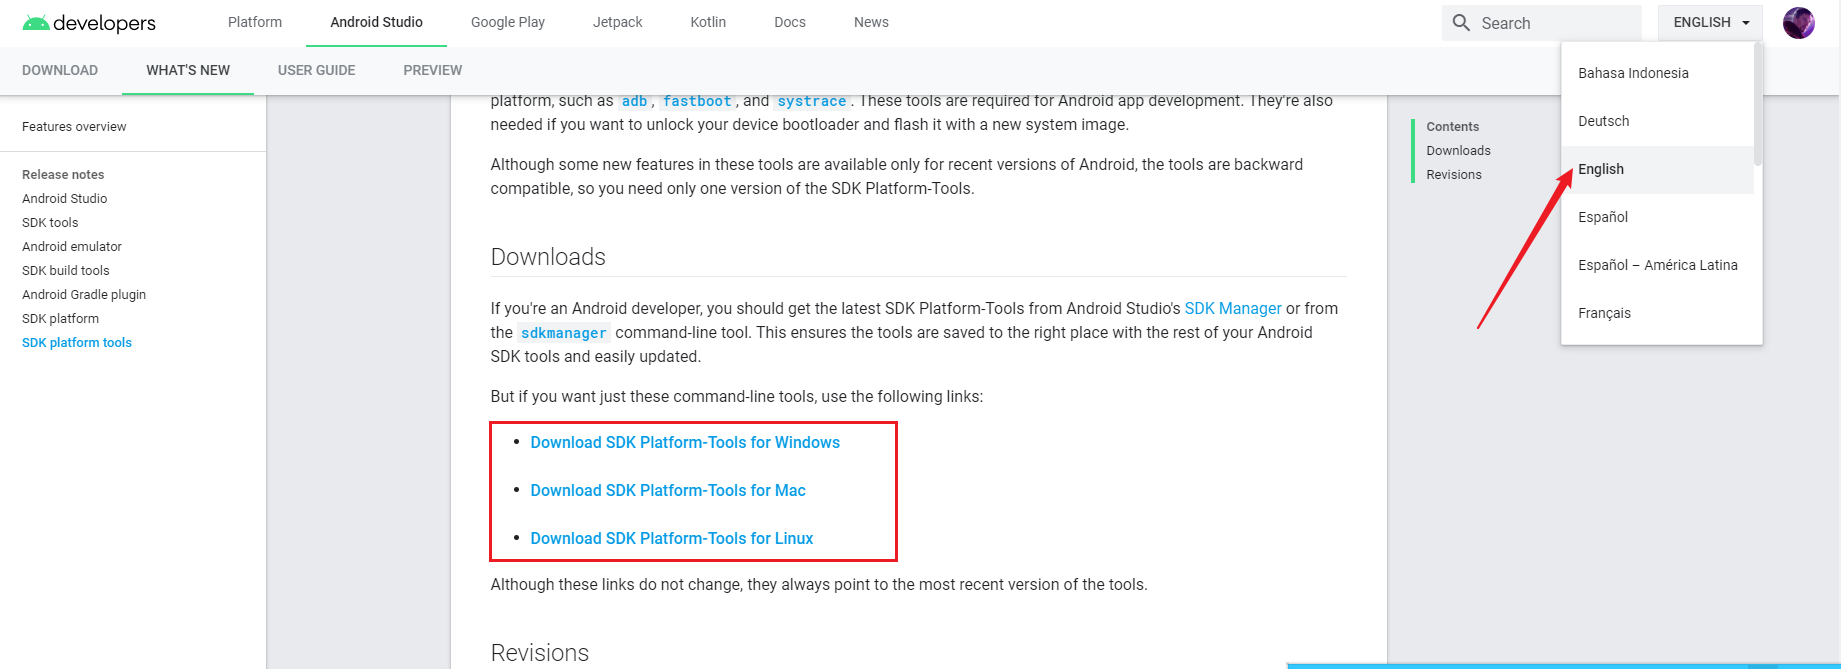 developers
Platform
Android Studio
Google Play
Jetpack
Kotlin
Docs
News
Search
ENGLISH
DOWNLOAD
WHAT'S NEW
USER GUIDE
PREVIEW
Features overview
Release notes
Android Studio
SDK tools
Android emulator
SDK build tools
Android Gradle plugin
SDK platform
SDK platform tools
platform, such as adb, fastboot, and systrace. These tools are required for Android app development. They're also
needed if you want to unlock your device bootloader and flash it with a new system image.
Although some new features in these tools are available only for recent versions of Android, the tools are backward
compatible, so you need only one version of the SDK Platform-Tools.
Downloads
If you're an Android developer, you should get the latest SDK Platform-Tools from Android Studio's SDK Manager or from
the sdkmanager command-line tool. This ensures the tools are saved to the right place with the rest of your Android
SDK tools and easily updated.
But if you want just these command-line tools, use the following links:
• Download SDK Platform-Tools for Windows
• Download SDK Platform-Tools for Mac
• Download SDK Platform-Tools for Linux
Although these links do not change, they always point to the most recent version of the tools.
Revisions
Contents
Downloads
Revisions
Bahasa Indonesia
Deutsch
English
Español
Español – América Latina
Français